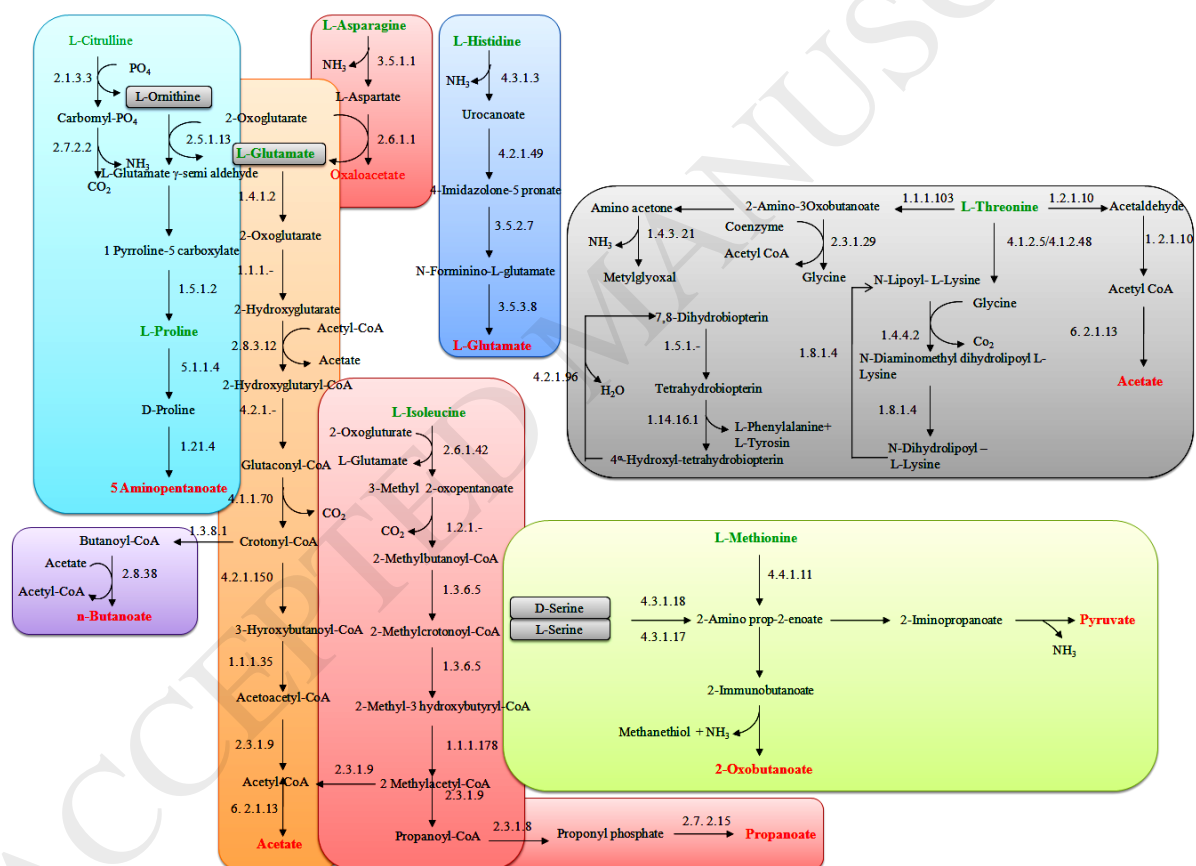 ACCEPTED MANUSC
L-Citrulline
2.1.3.3
PO4
L-Ornithine
Carbomyl-PO4
2.7.2.2
NH3
CO2
2.5.1.13
L-Glutamate γ-semi aldehyde
1 Pyrroline-5 carboxylate
1.5.1.2
L-Proline
5.1.1.4
D-Proline
1.21.4
5 Aminopentanoate
2-Oxoglutarate
L-Glutamate
1.4.1.2
2-Oxoglutarate
1.1.1.-
2-Hydroxyglutarate
Acetyl-CoA
2.8.3.12
Acetate
2-Hydroxyglutaryl-CoA
4.2.1.-
Glutaconyl-CoA
4.1.1.70
CO2
1.3.8.1
Crotonyl-CoA
4.2.1.150
3-Hyroxybutanoyl-CoA
1.1.1.35
Acetoacetyl-CoA
2.3.1.9
Acetyl-CoA
6. 2.1.13
Acetate
Butanoyl-CoA
Acetate
2.8.38
Acetyl-CoA
n-Butanoate
L-Asparagine
NH3
3.5.1.1
L-Aspartate
2.6.1.1
Oxaloacetate
L-Histidine
NH3
4.3.1.3
Urocanoate
4.2.1.49
4-Imidazolone-5 pronate
3.5.2.7
N-Forminino-L-glutamate
3.5.3.8
L-Glutamate
L-Isoleucine
2-Oxogluturate
2.6.1.42
L-Glutamate
3-Methyl 2-oxopentanoate
CO2
1.2.1.-
2-Methylbutanoyl-CoA
1.3.6.5
2-Methylcrotonoyl-CoA
1.3.6.5
2-Methyl-3 hydroxybutyryl-CoA
1.1.1.178
2.3.1.9
2 Methylacetyl-CoA
2.3.1.9
Propanoyl-CoA
2.3.1.8
Proponyl phosphate
2.7. 2.15
Propanoate
Amino acetone
2-Amino-3Oxobutanoate
1.1.1.103
L-Threonine
1.2.1.10
Acetaldehyde
NH3
1.4.3. 21
Metylglyoxal
Coenzyme
Acetyl CoA
2.3.1.29
Glycine
4.1.2.5/4.1.2.48
1. 2.1.10
N-Lipoyl- L-Lysine
Glycine
1.4.4.2
Co2
N-Diaminomethyl dihydrolipoyl L-
Lysine
1.8.1.4
1.8.1.4
N-Dihydrolipoyl –
L-Lysine
Acetyl CoA
6. 2.1.13
Acetate
7,8-Dihydrobiopterin
1.5.1.-
4.2.1.96
H2O
Tetrahydrobiopterin
1.14.16.1
L-Phenylalanine+
L-Tyrosin
4ᵅ-Hydroxyl-tetrahydrobiopterin
L-Methionine
4.4.1.11
D-Serine
L-Serine
4.3.1.18
4.3.1.17
2-Amino prop-2-enoate
2-Iminopropanoate
Pyruvate
NH3
2-Immunobutanoate
Methanethiol + NH3
2-Oxobutanoate